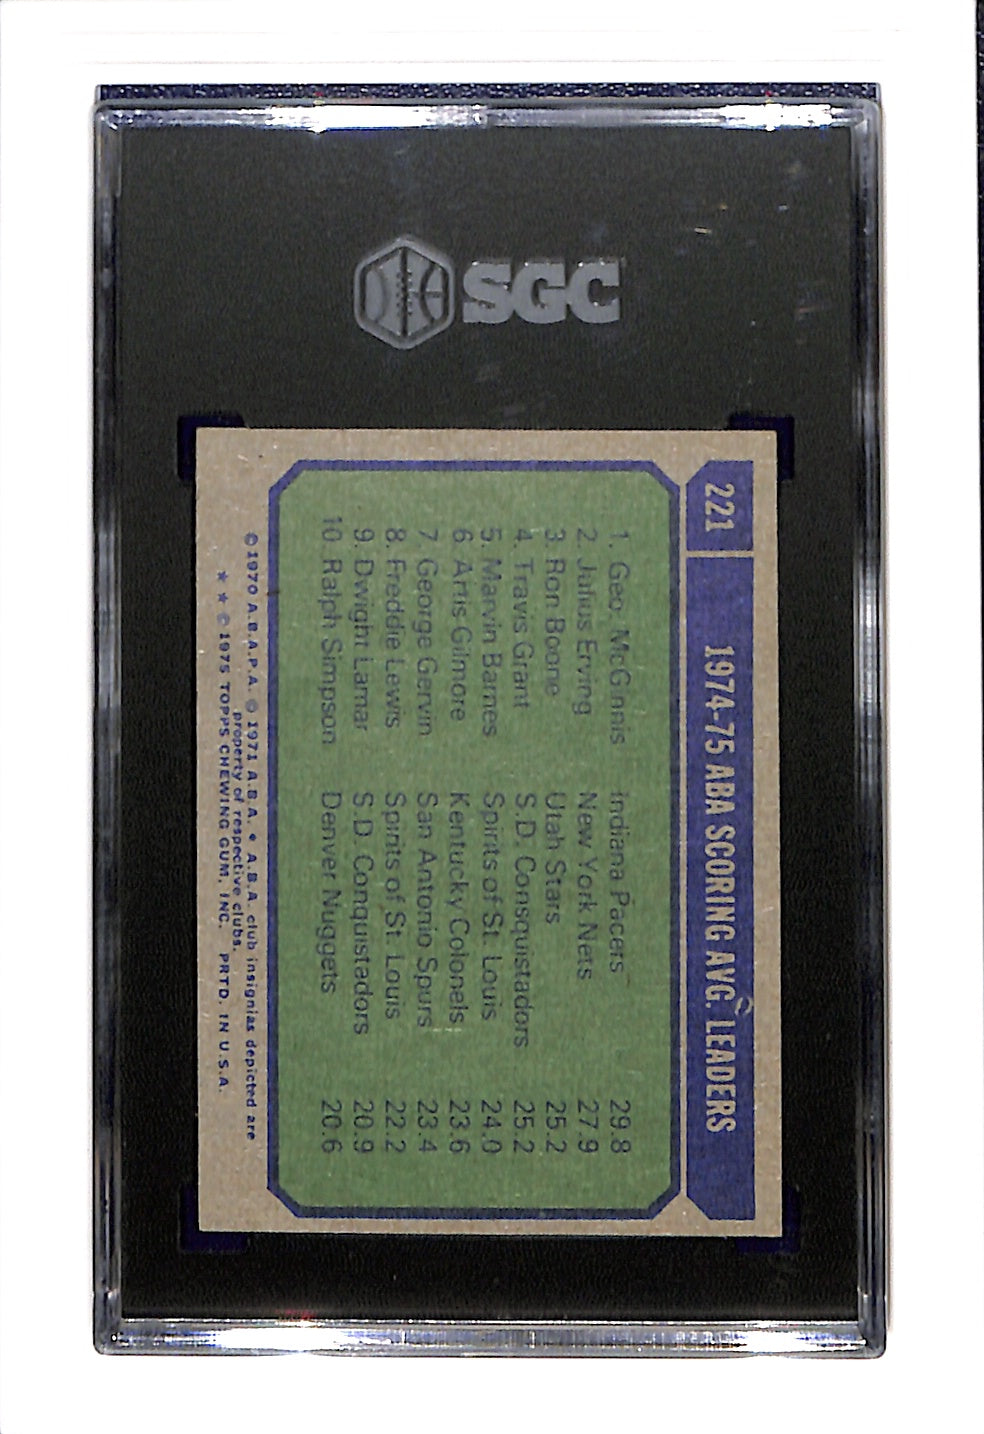 SGC
221 1974-75 ABA SCORING AVG. LEADERS
1. Geo. McGinnis Indiana Pacers 29.8
2. Julius Erving New York Nets 27.9
3. Ron Boone Utah Stars 25.2
4. Travis Grant S.D. Consquistadors 25.2
5. Marvin Barnes Spirits of St. Louis 24.0
6. Artis Gilmore Kentucky Colonels 23.6
7. George Gervin San Antonio Spurs 23.4
8. Freddie Lewis Spirits of St. Louis 22.2
9. Dwight Lamar S.D. Conquistadors 20.9
10. Ralph Simpson Denver Nuggets 20.6
© 1970 A.B.A.P.A. © 1971 A.B.A. • A.B.A. club insignias depicted are
property of respective clubs.
★ ★ © 1975 TOPPS CHEWING GUM, INC. PRTD. IN U.S.A.